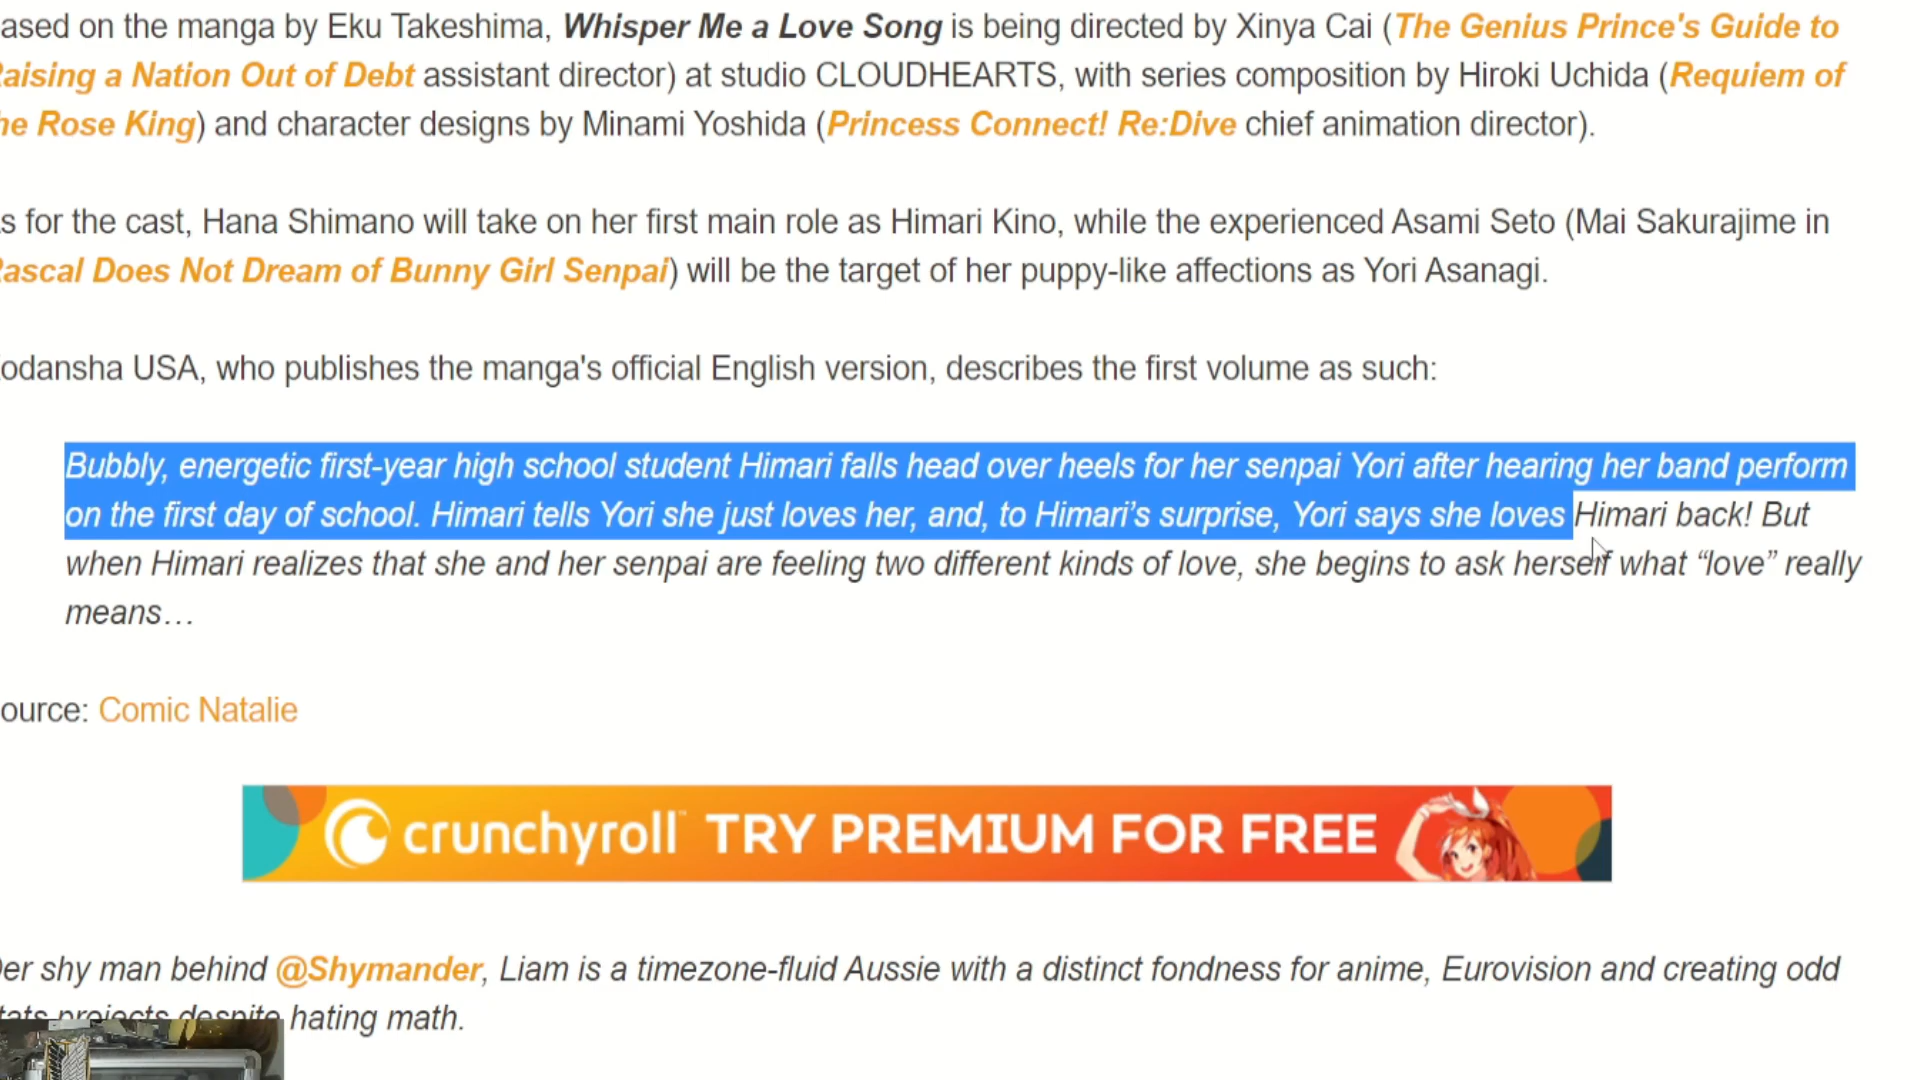 ased on the manga by Eku Takeshima, Whisper Me a Love Song is being directed by Xinya Cai (The Genius Prince's Guide to
aising a Nation Out of Debt assistant director) at studio CLOUDHEARTS, with series composition by Hiroki Uchida (Requiem of
he Rose King) and character designs by Minami Yoshida (Princess Connect! Re:Dive chief animation director).
s for the cast, Hana Shimano will take on her first main role as Himari Kino, while the experienced Asami Seto (Mai Sakurajime in
ascal Does Not Dream of Bunny Girl Senpai) will be the target of her puppy-like affections as Yori Asanagi.
odansha USA, who publishes the manga's official English version, describes the first volume as such:
Bubbly, energetic first-year high school student Himari falls head over heels for her senpai Yori after hearing her band perform
on the first day of school. Himari tells Yori she just loves her, and, to Himari’s surprise, Yori says she loves Himari back! But
when Himari realizes that she and her senpai are feeling two different kinds of love, she begins to ask herself what “love” really
means…
ource: Comic Natalie
crunchyroll TRY PREMIUM FOR FREE
er shy man behind @Shymander, Liam is a timezone-fluid Aussie with a distinct fondness for anime, Eurovision and creating odd
tats projects despite hating math.